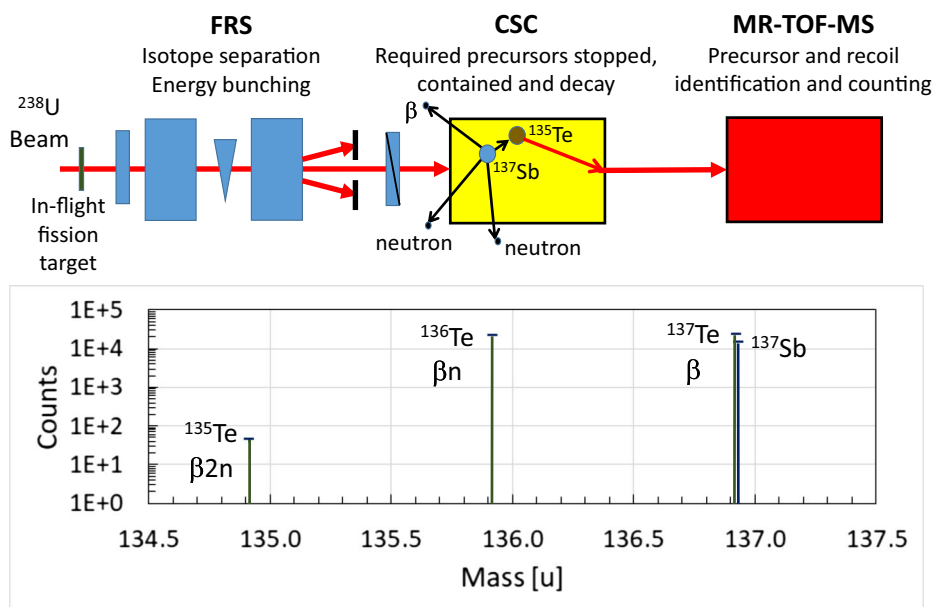 FRS
Isotope separation
Energy bunching
CSC
Required precursors stopped,
contained and decay
MR-TOF-MS
Precursor and recoil
identification and counting
²³⁸U
Beam
In-flight
fission
target
β
¹³⁵Te
¹³⁷Sb
neutron
neutron
1E+5
1E+4
1E+3
1E+2
1E+1
1E+0
Counts
¹³⁵Te
β2n
¹³⁶Te
βn
¹³⁷Te
β
¹³⁷Sb
134.5 135.0 135.5 136.0 136.5 137.0 137.5
Mass [u]